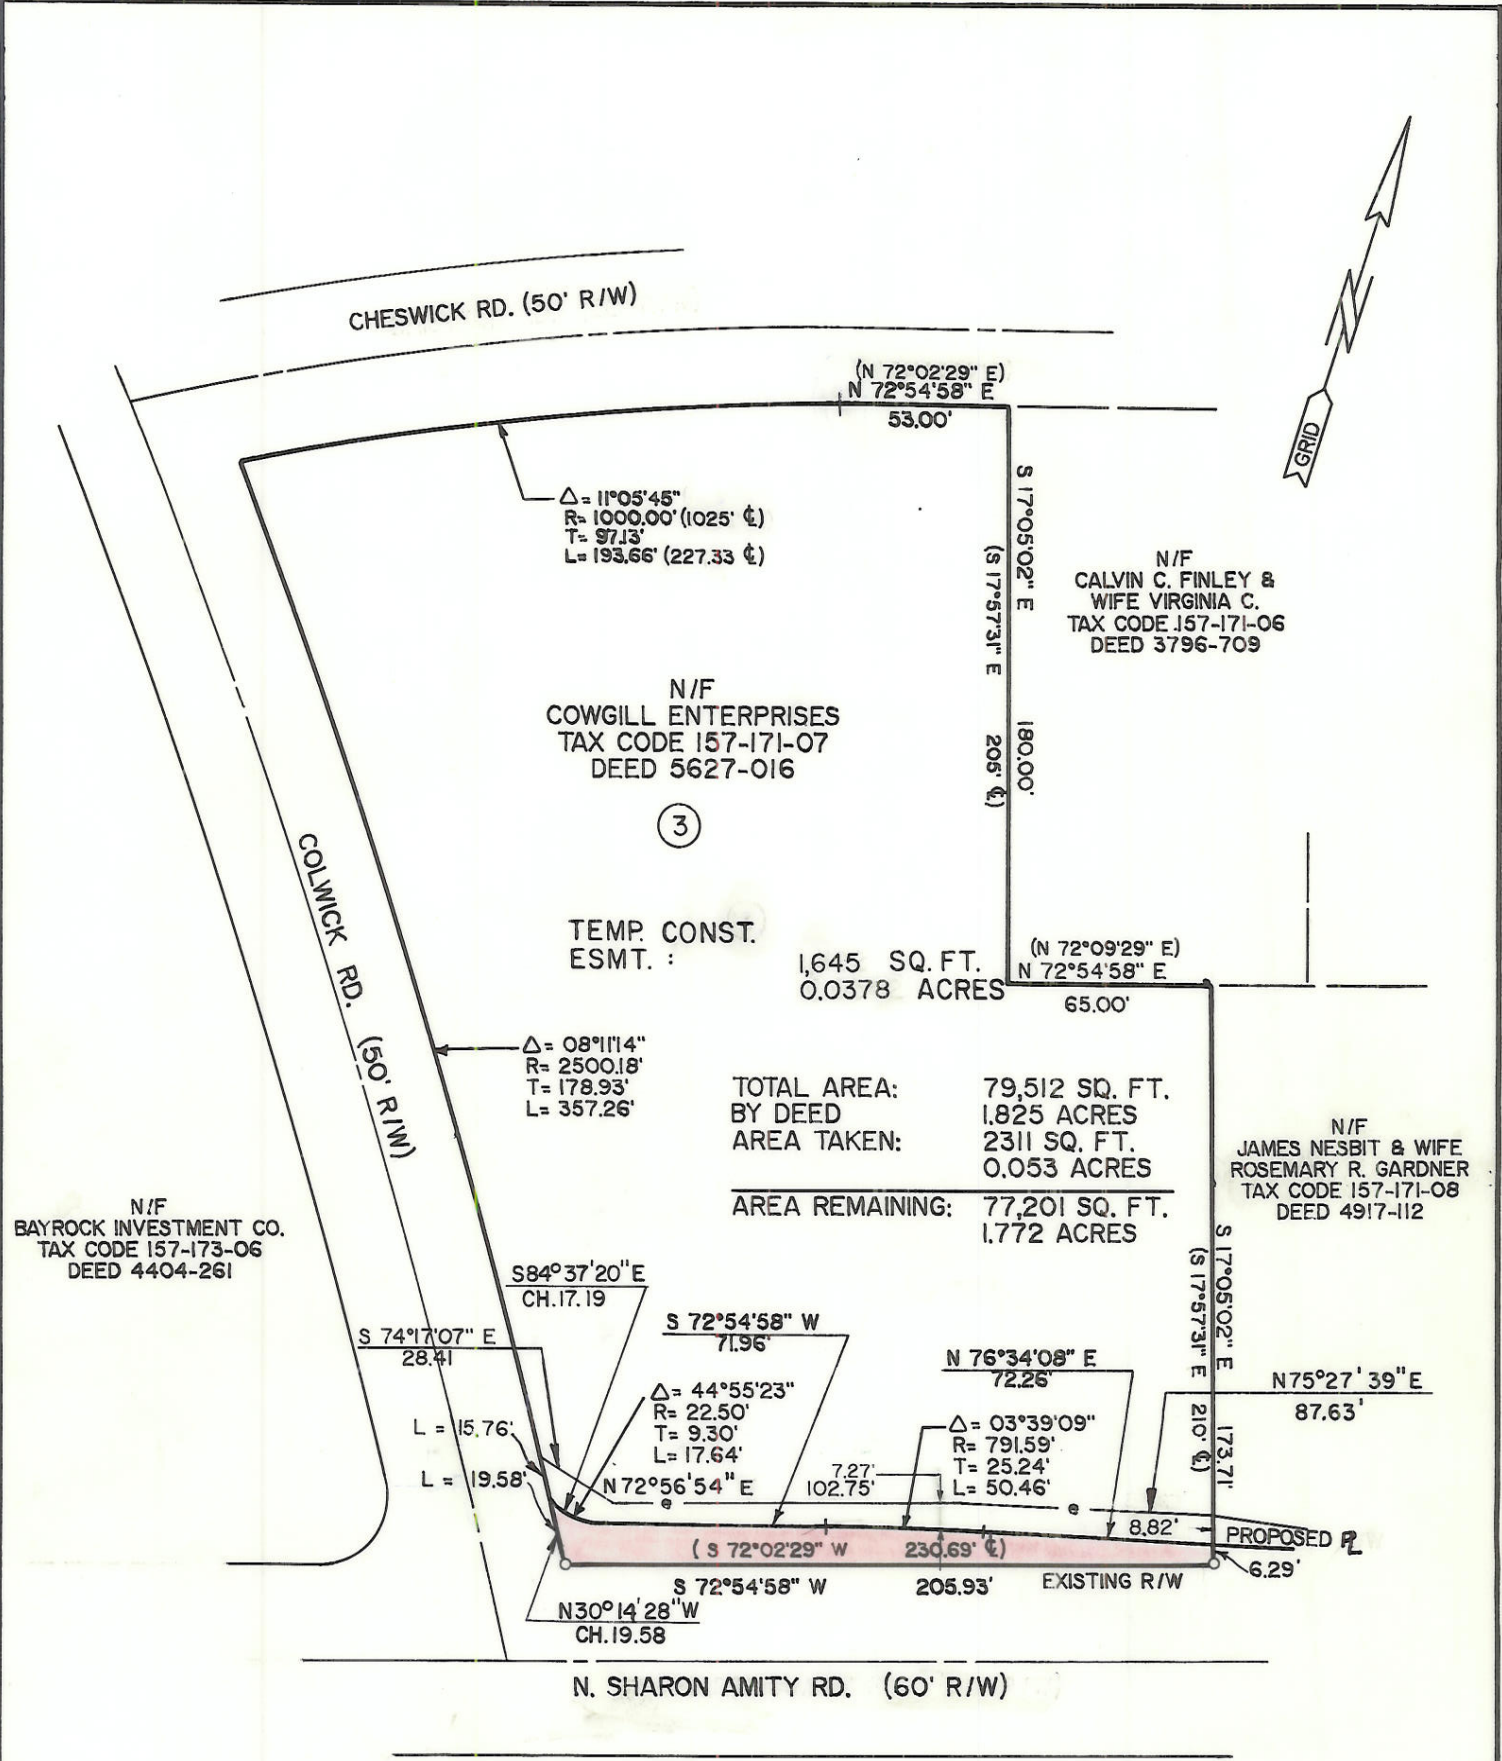 CHESWICK RD. (50' R/W)
(N 72°02'29" E)
N 72°54'58" E
53.00'
GRID
Δ= 11°05'45"
R= 1000.00' (1025' ℄)
T= 97.13'
L= 193.66' (227.33 ℄)
S 17°05'02" E 180.00'
(S 17°57'31" E 205' ℄)
N/F
CALVIN C. FINLEY &
WIFE VIRGINIA C.
TAX CODE 157-171-06
DEED 3796-709
N/F
COWGILL ENTERPRISES
TAX CODE 157-171-07
DEED 5627-016
3
COLWICK RD. (50' R/W)
TEMP. CONST.
ESMT. :
1,645 SQ. FT.
0.0378 ACRES
(N 72°09'29" E)
N 72°54'58" E
65.00'
Δ= 08°11'14"
R= 2500.18'
T= 178.93'
L= 357.26'
TOTAL AREA: 79,512 SQ. FT.
BY DEED 1.825 ACRES
AREA TAKEN: 2311 SQ. FT.
0.053 ACRES
AREA REMAINING: 77,201 SQ. FT.
1.772 ACRES
N/F
JAMES NESBIT & WIFE
ROSEMARY R. GARDNER
TAX CODE 157-171-08
DEED 4917-112
N/F
BAYROCK INVESTMENT CO.
TAX CODE 157-173-06
DEED 4404-261
S 17°05'02" E 173.71'
(S 17°57'31" E 210' ℄)
S84°37'20"E
CH.17.19
S 74°17'07" E
28.41
S 72°54'58" W
71.96'
N 76°34'08" E
72.26'
N75°27'39"E
87.63'
Δ= 44°55'23"
R= 22.50'
T= 9.30'
L= 17.64'
Δ= 03°39'09"
R= 791.59'
T= 25.24'
L= 50.46'
L = 15.76'
L = 19.58'
N72°56'54" E
7.27'
102.75'
e
e
8.82'
PROPOSED ⅊
(S 72°02'29" W 230.69' ℄)
S 72°54'58" W 205.93'
EXISTING R/W
6.29'
N30°14'28"W
CH.19.58
N. SHARON AMITY RD. (60' R/W)